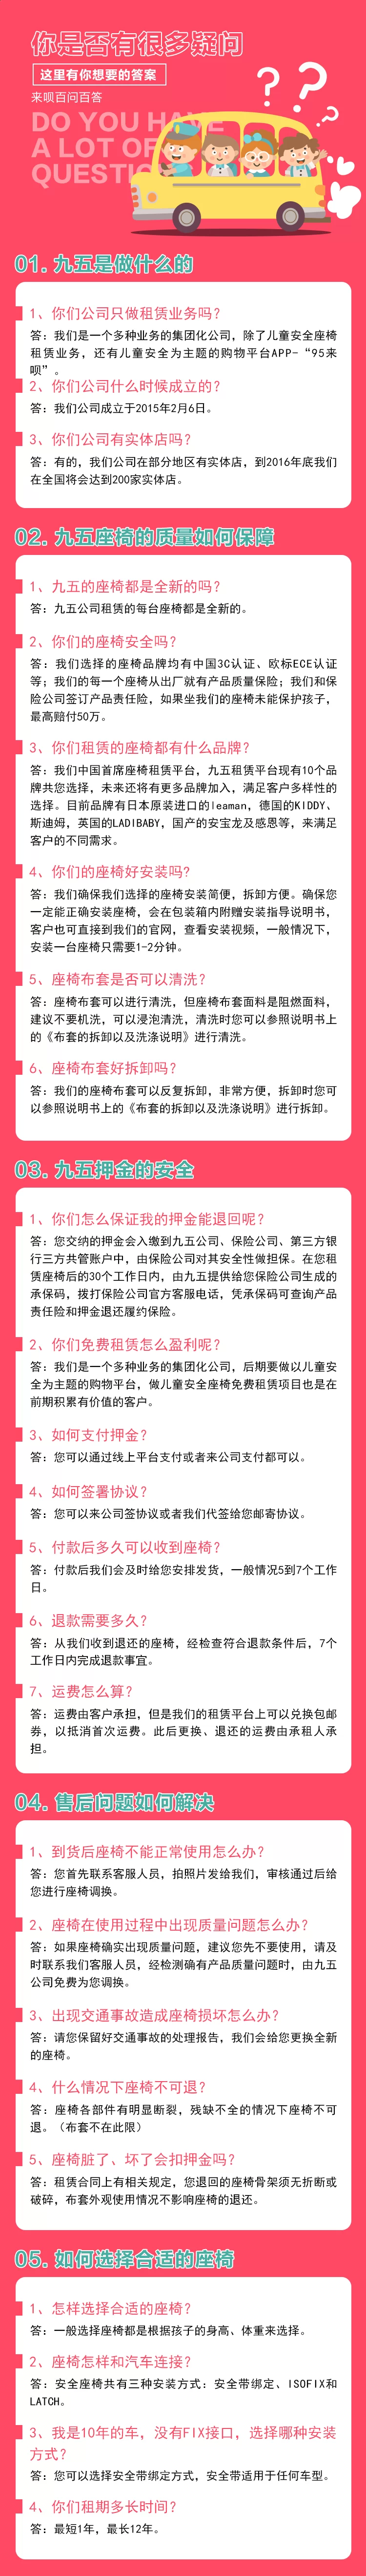 你是否有很多疑问
这里有你想要的答案
来呗百问百答
DO YOU HAVE
A LOT OF
QUESTIO
01. 九五是做什么的
1、你们公司只做租赁业务吗？
答：我们是一个多种业务的集团化公司，除了儿童安全座椅
租赁业务，还有儿童安全为主题的购物平台APP-“95来
呗”。
2、你们公司什么时候成立的？
答：我们公司成立于2015年2月6日。
3、你们公司有实体店吗？
答：有的，我们公司在部分地区有实体店，到2016年底我们
在全国将会达到200家实体店。
02. 九五座椅的质量如何保障
1、九五的座椅都是全新的吗？
答：九五公司租赁的每台座椅都是全新的。
2、你们的座椅安全吗？
答：我们选择的座椅品牌均有中国3C认证、欧标ECE认证
等；我们的每一个座椅从出厂就有产品质量保险；我们和保
险公司签订产品责任险，如果坐我们的座椅未能保护孩子，
最高赔付50万。
3、你们租赁的座椅都有什么品牌？
答：我们中国首席座椅租赁平台，九五租赁平台现有10个品
牌共您选择，未来还将有更多品牌加入，满足客户多样性的
选择。目前品牌有日本原装进口的leaman，德国的KIDDY、
斯迪姆，英国的LADIBABY，国产的安宝龙及感恩等，来满足
客户的不同需求。
4、你们的座椅好安装吗？
答：我们确保我们选择的座椅安装简便，拆卸方便。确保您
一定能正确安装座椅，会在包装箱内附赠安装指导说明书，
客户也可直接到我们的官网，查看安装视频，一般情况下，
安装一台座椅只需要1-2分钟。
5、座椅布套是否可以清洗？
答：座椅布套可以进行清洗，但座椅布套面料是阻燃面料，
建议不要机洗，可以浸泡清洗，清洗时您可以参照说明书上
的《布套的拆卸以及洗涤说明》进行清洗。
6、座椅布套好拆卸吗？
答：我们的座椅布套可以反复拆卸，非常方便，拆卸时您可
以参照说明书上的《布套的拆卸以及洗涤说明》进行拆卸。
03. 九五押金的安全
1、你们怎么保证我的押金能退回呢？
答：您交纳的押金会入缴到九五公司、保险公司、第三方银
行三方共管账户中，由保险公司对其安全性做担保。在您租
赁座椅后的30个工作日内，由九五提供给您保险公司生成的
承保码，拨打保险公司官方客服电话，凭承保码可查询产品
责任险和押金退还履约保险。
2、你们免费租赁怎么盈利呢？
答：我们是一个多种业务的集团化公司，后期要做以儿童安
全为主题的购物平台，做儿童安全座椅免费租赁项目也是在
前期积累有价值的客户。
3、如何支付押金？
答：您可以通过线上平台支付或者来公司支付都可以。
4、如何签署协议？
答：您可以来公司签协议或者我们代签给您邮寄协议。
5、付款后多久可以收到座椅？
答：付款后我们会及时给您安排发货，一般情况5到7个工作
日。
6、退款需要多久？
答：从我们收到退还的座椅，经检查符合退款条件后，7个
工作日内完成退款事宜。
7、运费怎么算？
答：运费由客户承担，但是我们的租赁平台上可以兑换包邮
券，以抵消首次运费。此后更换、退还的运费由承租人承
担。
04. 售后问题如何解决
1、到货后座椅不能正常使用怎么办？
答：您首先联系客服人员，拍照片发给我们，审核通过后给
您进行座椅调换。
2、座椅在使用过程中出现质量问题怎么办？
答：如果座椅确实出现质量问题，建议您先不要使用，请及
时联系我们客服人员，经检测确有产品质量问题时，由九五
公司免费为您调换。
3、出现交通事故造成座椅损坏怎么办？
答：请您保留好交通事故的处理报告，我们会给您更换全新
的座椅。
4、什么情况下座椅不可退？
答：座椅各部件有明显断裂，残缺不全的情况下座椅不可
退。（布套不在此限）
5、座椅脏了、坏了会扣押金吗？
答：租赁合同上有相关规定，您退回的座椅骨架须无折断或
破碎，布套外观使用情况不影响座椅的退还。
05. 如何选择合适的座椅
1、怎样选择合适的座椅？
答：一般选择座椅都是根据孩子的身高、体重来选择。
2、座椅怎样和汽车连接？
答：安全座椅共有三种安装方式：安全带绑定、ISOFIX和
LATCH。
3、我是10年的车，没有FIX接口，选择哪种安装
方式？
答：您可以选择安全带绑定方式，安全带适用于任何车型。
4、你们租期多长时间？
答：最短1年，最长12年。